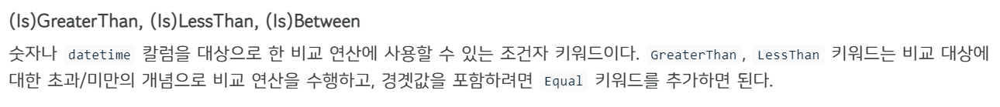 (Is)GreaterThan, (Is)LessThan, (Is)Between
숫자나 datetime 칼럼을 대상으로 한 비교 연산에 사용할 수 있는 조건자 키워드이다. GreaterThan, LessThan 키워드는 비교 대상에
대한 초과/미만의 개념으로 비교 연산을 수행하고, 경곗값을 포함하려면 Equal 키워드를 추가하면 된다.